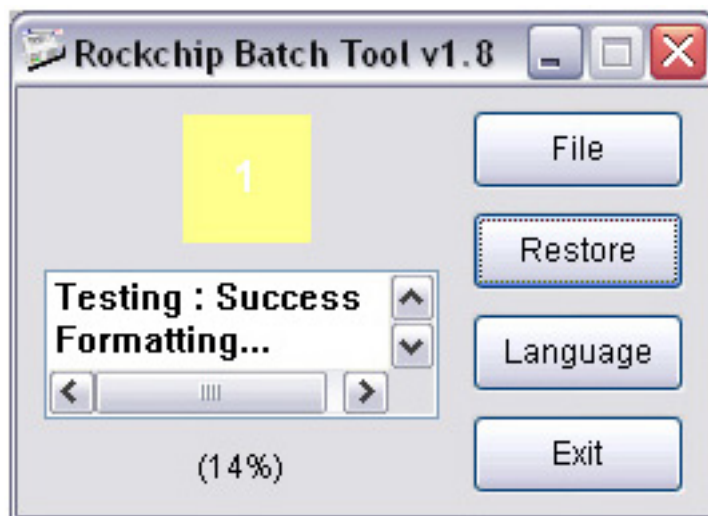 Rockchip Batch Tool v1.8
1
File
Restore
Testing : Success
Formatting...
Language
(14%)
Exit